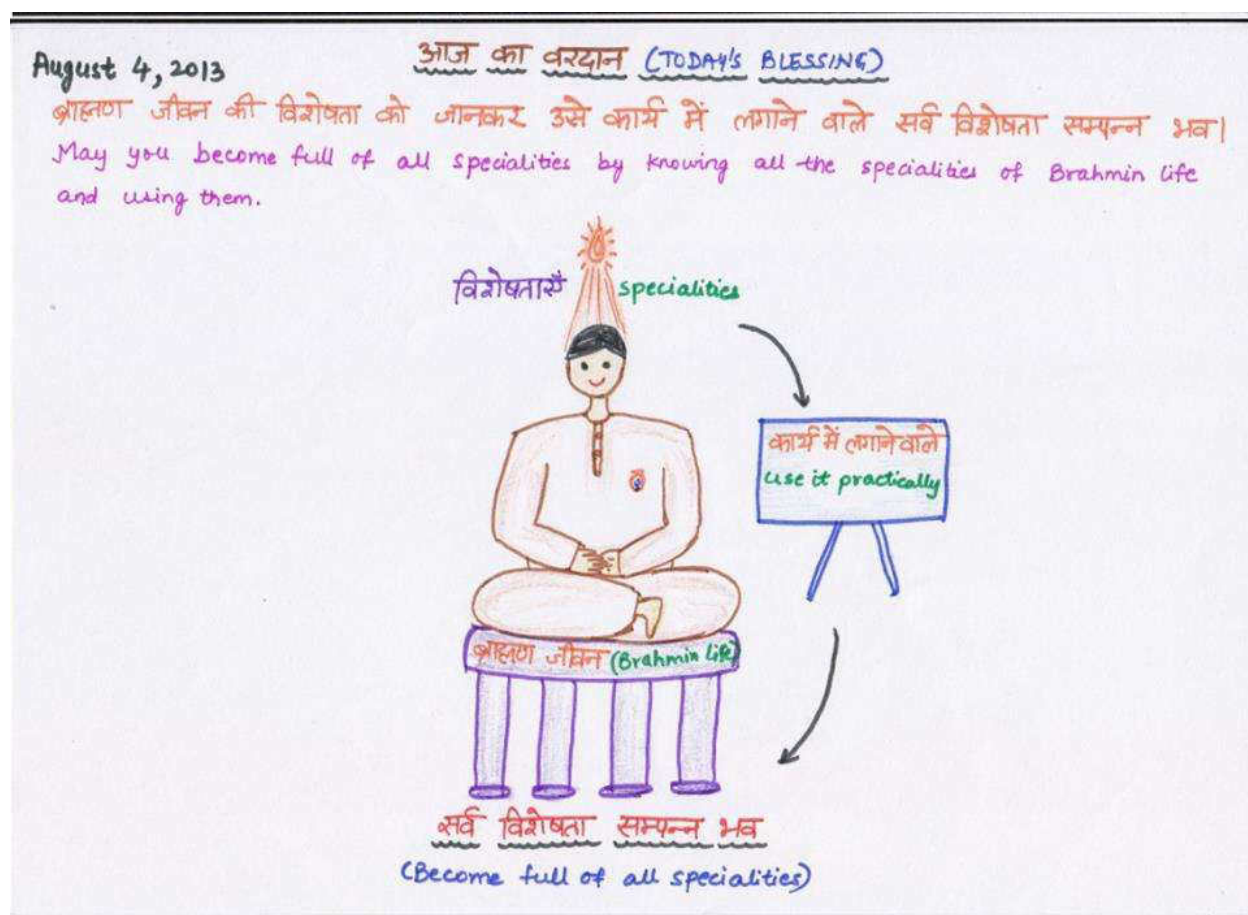 August 4, 2013
आज का वरदान (TODAY'S BLESSING)
ब्राह्मण जीवन की विशेषता को जानकर उसे कार्य में लगाने वाले सर्व विशेषता सम्पन्न भव।
May you become full of all specialities by knowing all the specialities of Brahmin life
and using them.
विशेषतायें specialities
कार्य में लगाने वाले
use it practically
ब्राह्मण जीवन (Brahmin life)
सर्व विशेषता सम्पन्न भव
(Become full of all specialities)